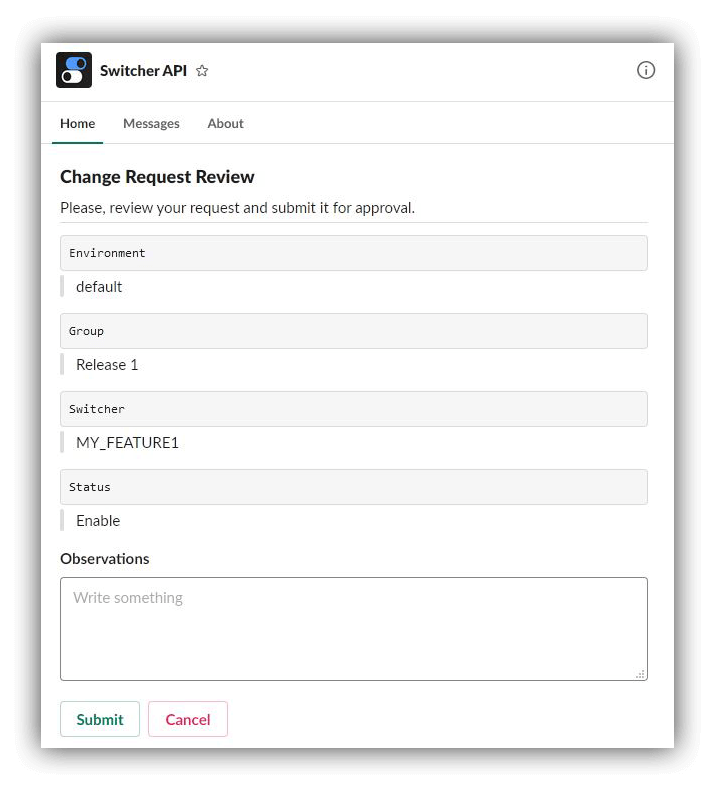 Switcher API
Home Messages About
Change Request Review
Please, review your request and submit it for approval.
Environment
default
Group
Release 1
Switcher
MY_FEATURE1
Status
Enable
Observations
Write something
Submit Cancel